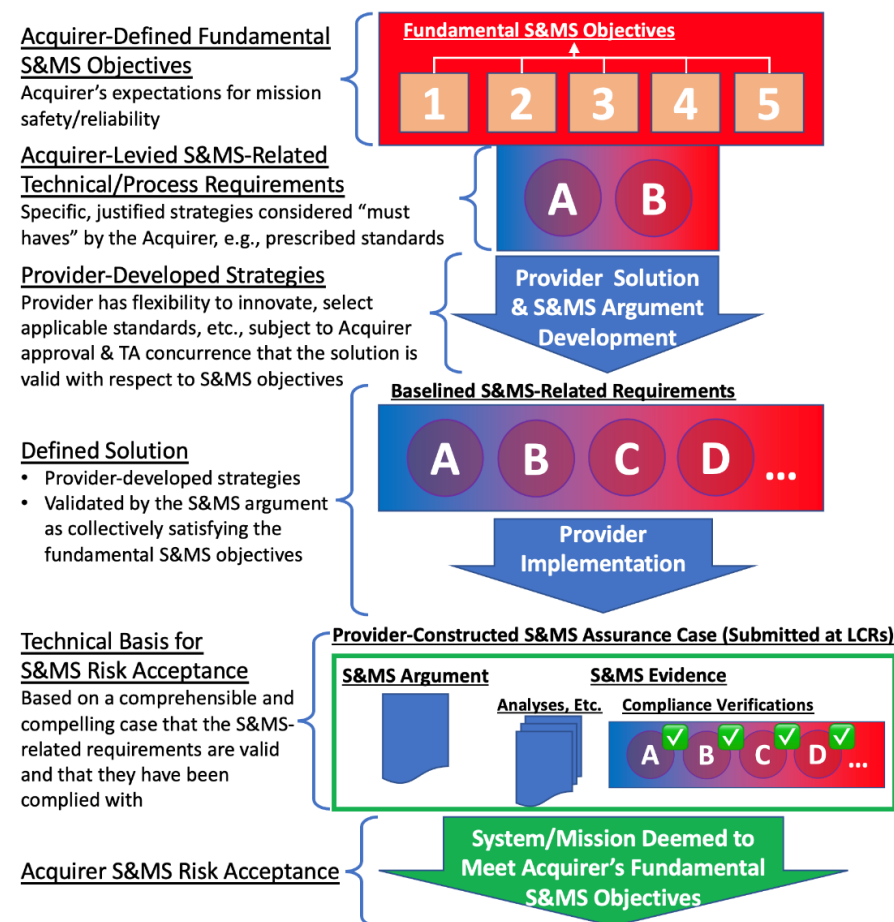 Acquirer-Defined Fundamental
S&MS Objectives
Acquirer's expectations for mission
safety/reliability
Fundamental S&MS Objectives
1 2 3 4 5
Acquirer-Levied S&MS-Related
Technical/Process Requirements
Specific, justified strategies considered “must
haves” by the Acquirer, e.g., prescribed standards
A B
Provider-Developed Strategies
Provider has flexibility to innovate, select
applicable standards, etc., subject to Acquirer
approval & TA concurrence that the solution is
valid with respect to S&MS objectives
Provider Solution
& S&MS Argument
Development
Baselined S&MS-Related Requirements
A B C D ...
Defined Solution
• Provider-developed strategies
• Validated by the S&MS argument
as collectively satisfying the
fundamental S&MS objectives
Provider
Implementation
Technical Basis for
S&MS Risk Acceptance
Based on a comprehensible and
compelling case that the S&MS-
related requirements are valid
and that they have been
complied with
Provider-Constructed S&MS Assurance Case (Submitted at LCRs)
S&MS Argument
S&MS Evidence
Analyses, Etc.
Compliance Verifications
A B C D ...
Acquirer S&MS Risk Acceptance
System/Mission Deemed to
Meet Acquirer's Fundamental
S&MS Objectives